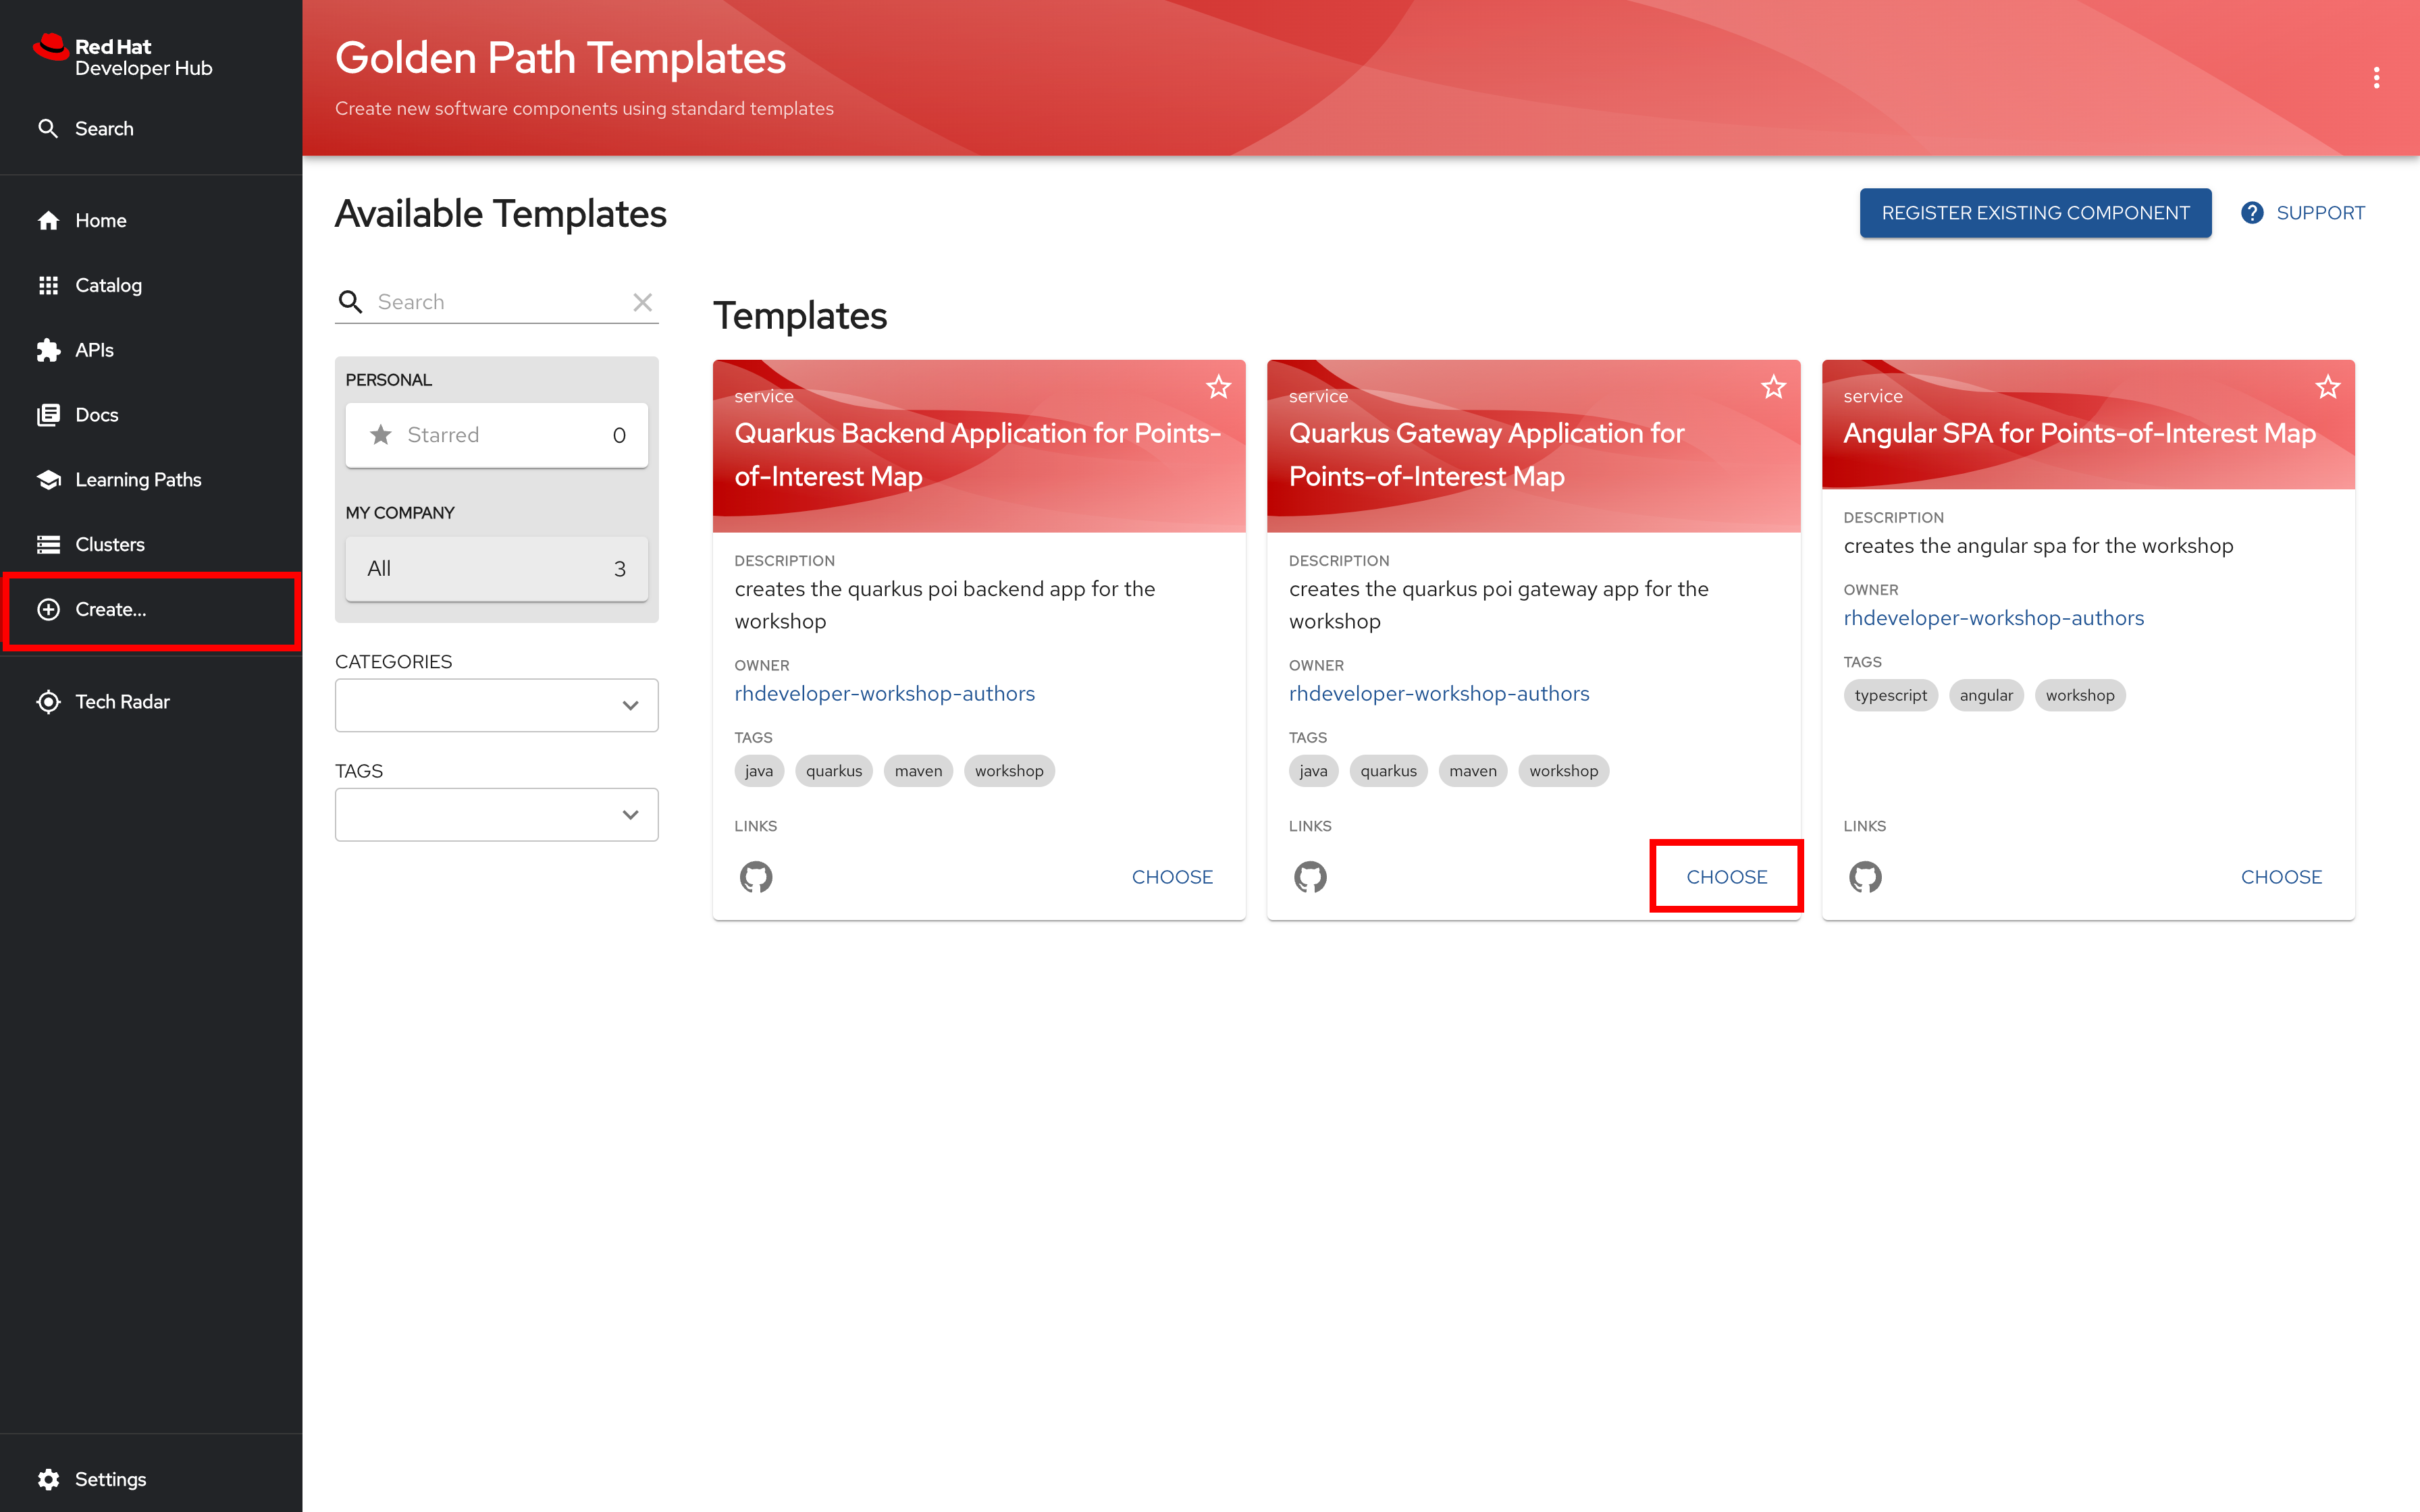 Red Hat
Developer Hub
Search
Home
Catalog
APIs
Docs
Learning Paths
Clusters
Create...
Tech Radar
Settings
Golden Path Templates
Create new software components using standard templates
Available Templates
REGISTER EXISTING COMPONENT
? SUPPORT
Search
PERSONAL
Starred 0
MY COMPANY
All 3
CATEGORIES
TAGS
Templates
service
Quarkus Backend Application for Points-
of-Interest Map
DESCRIPTION
creates the quarkus poi backend app for the
workshop
OWNER
rhdeveloper-workshop-authors
TAGS
java quarkus maven workshop
LINKS
CHOOSE
service
Quarkus Gateway Application for
Points-of-Interest Map
DESCRIPTION
creates the quarkus poi gateway app for the
workshop
OWNER
rhdeveloper-workshop-authors
TAGS
java quarkus maven workshop
LINKS
CHOOSE
service
Angular SPA for Points-of-Interest Map
DESCRIPTION
creates the angular spa for the workshop
OWNER
rhdeveloper-workshop-authors
TAGS
typescript angular workshop
LINKS
CHOOSE